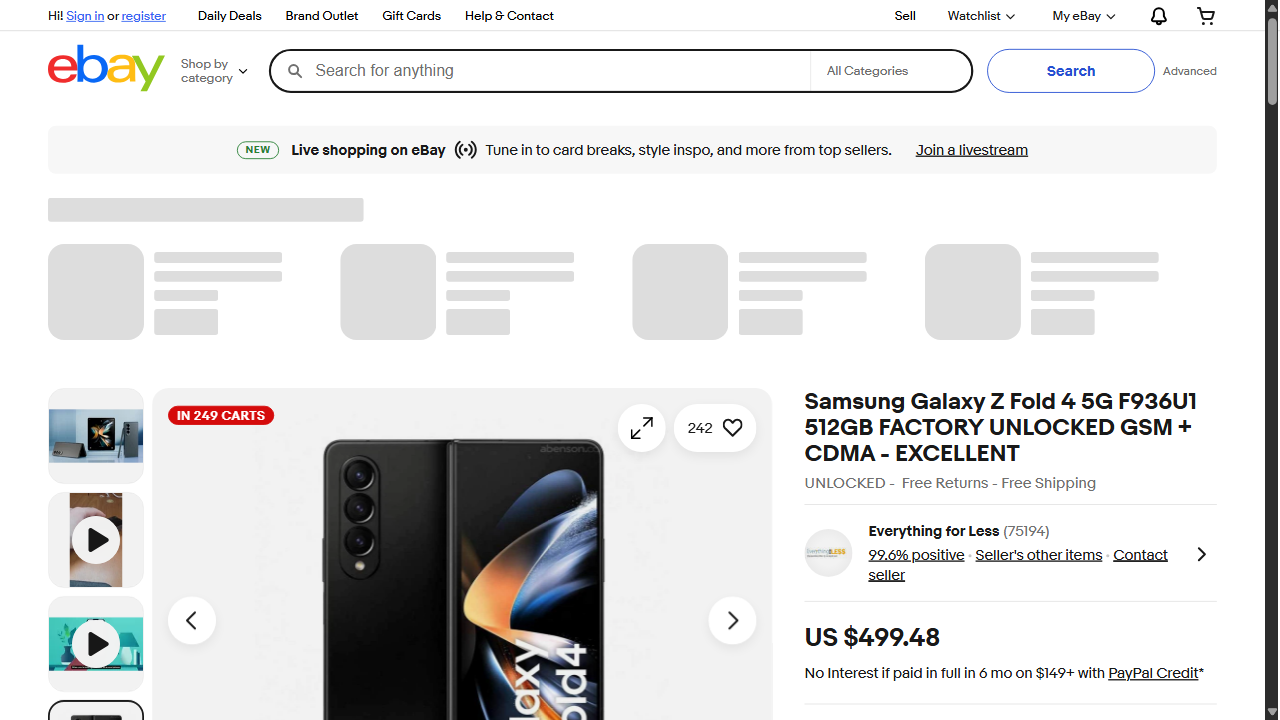 Hi! Sign in or register
Daily Deals
Brand Outlet
Gift Cards
Help & Contact
Sell
Watchlist
My eBay
ebay
Shop by
category
Search for anything
All Categories
Search
Advanced
NEW
Live shopping on eBay
Tune in to card breaks, style inspo, and more from top sellers.
Join a livestream
IN 249 CARTS
242
abenson.co
Samsung Galaxy Z Fold 4 5G F936U1
512GB FACTORY UNLOCKED GSM +
CDMA - EXCELLENT
UNLOCKED - Free Returns - Free Shipping
Everything for Less (75194)
99.6% positive · Seller's other items · Contact
seller
US $499.48
No Interest if paid in full in 6 mo on $149+ with PayPal Credit*
laxy
old4